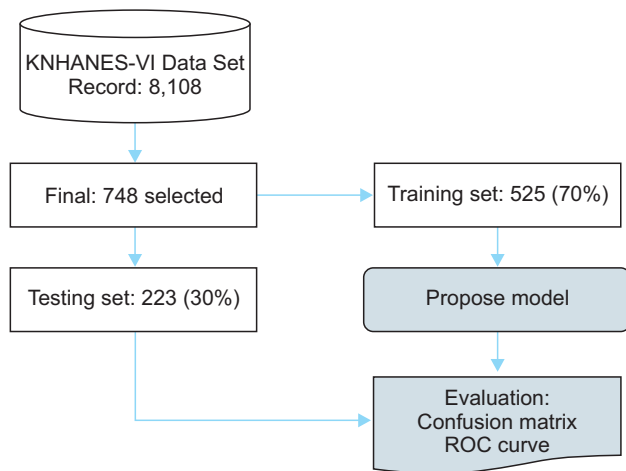 KNHANES-VI Data Set
Record: 8,108
Final: 748 selected
Training set: 525 (70%)
Testing set: 223 (30%)
Propose model
Evaluation:
Confusion matrix
ROC curve